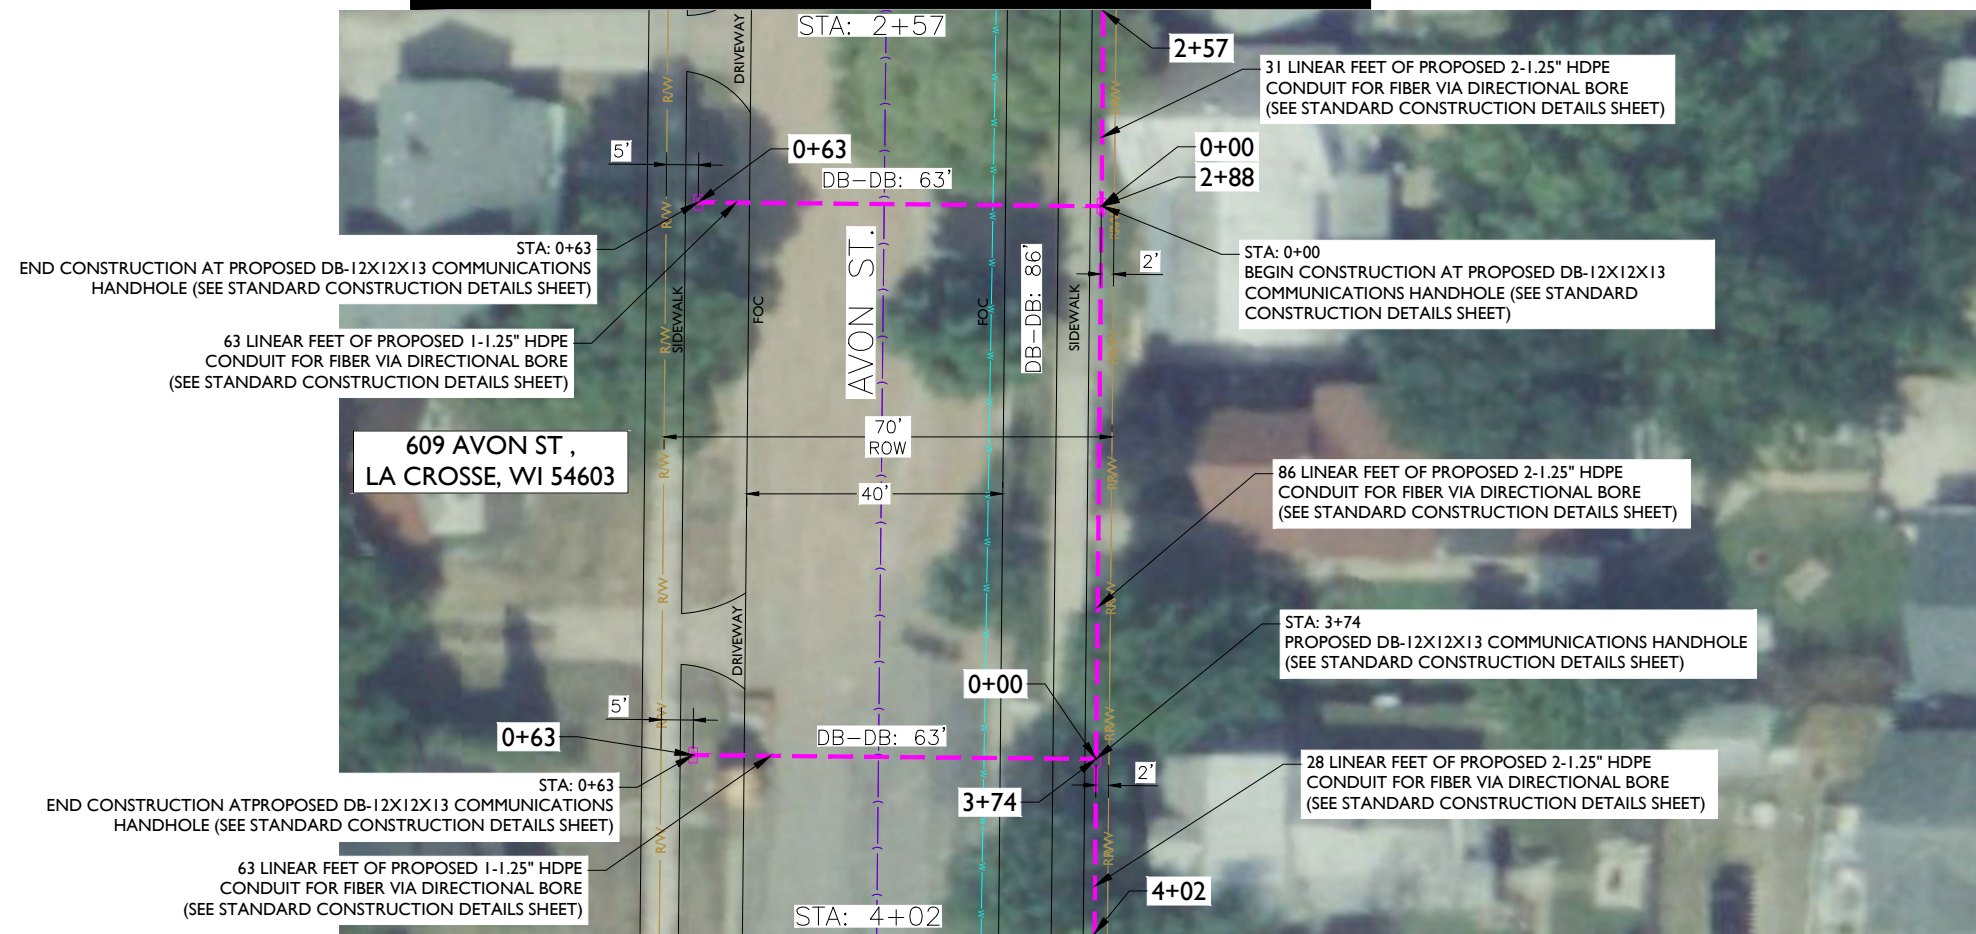 STA: 2+57
2+57
DRIVEWAY
31 LINEAR FEET OF PROPOSED 2-1.25" HDPE
CONDUIT FOR FIBER VIA DIRECTIONAL BORE
(SEE STANDARD CONSTRUCTION DETAILS SHEET)
R/W
R/W
5'
0+63
0+00
2+88
DB-DB: 63'
R/W
R/W
STA: 0+63
END CONSTRUCTION AT PROPOSED DB-12X12X13 COMMUNICATIONS
HANDHOLE (SEE STANDARD CONSTRUCTION DETAILS SHEET)
STA: 0+00
BEGIN CONSTRUCTION AT PROPOSED DB-12X12X13
COMMUNICATIONS HANDHOLE (SEE STANDARD
CONSTRUCTION DETAILS SHEET)
2'
AVON ST.
DB-DB: 86'
SIDEWALK
FOC
FOC
SIDEWALK
R/W
R/W
63 LINEAR FEET OF PROPOSED 1-1.25" HDPE
CONDUIT FOR FIBER VIA DIRECTIONAL BORE
(SEE STANDARD CONSTRUCTION DETAILS SHEET)
70'
ROW
609 AVON ST ,
LA CROSSE, WI 54603
R/W
R/W
40'
86 LINEAR FEET OF PROPOSED 2-1.25" HDPE
CONDUIT FOR FIBER VIA DIRECTIONAL BORE
(SEE STANDARD CONSTRUCTION DETAILS SHEET)
R/W
R/W
DRIVEWAY
STA: 3+74
PROPOSED DB-12X12X13 COMMUNICATIONS HANDHOLE
(SEE STANDARD CONSTRUCTION DETAILS SHEET)
0+00
5'
R/W
R/W
0+63
DB-DB: 63'
STA: 0+63
END CONSTRUCTION ATPROPOSED DB-12X12X13 COMMUNICATIONS
HANDHOLE (SEE STANDARD CONSTRUCTION DETAILS SHEET)
3+74
2'
28 LINEAR FEET OF PROPOSED 2-1.25" HDPE
CONDUIT FOR FIBER VIA DIRECTIONAL BORE
(SEE STANDARD CONSTRUCTION DETAILS SHEET)
R/W
R/W
63 LINEAR FEET OF PROPOSED 1-1.25" HDPE
CONDUIT FOR FIBER VIA DIRECTIONAL BORE
(SEE STANDARD CONSTRUCTION DETAILS SHEET)
4+02
STA: 4+02